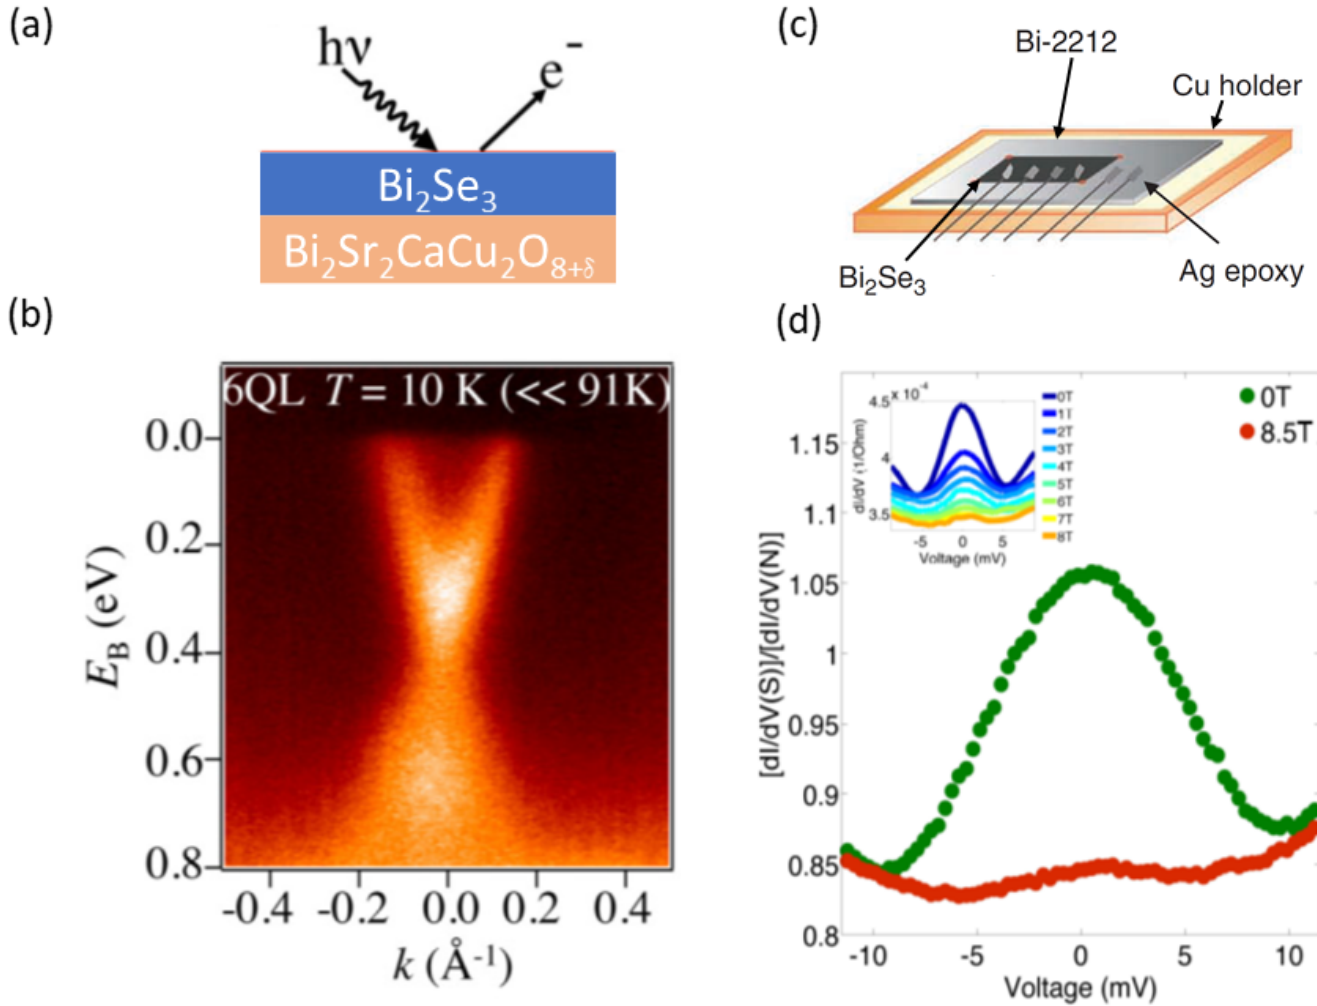 (a)
hν
e⁻
Bi₂Se₃
Bi₂Sr₂CaCu₂O₈₊δ
(b)
6QL T = 10 K (<< 91K)
0.0
0.2
0.4
0.6
0.8
E_B (eV)
-0.4 -0.2 0.0 0.2 0.4
k (Å⁻¹)
(c)
Bi-2212
Cu holder
Bi₂Se₃
Ag epoxy
(d)
0T
8.5T
1.15
1.1
1.05
1
0.95
0.9
0.85
0.8
[dI/dV(S)]/[dI/dV(N)]
-10 -5 0 5 10
Voltage (mV)
4.5 x 10⁻⁴
4
3.5
dI/dV (1/Ohm)
-5 0 5
Voltage (mV)
0T
1T
2T
3T
4T
5T
6T
7T
8T